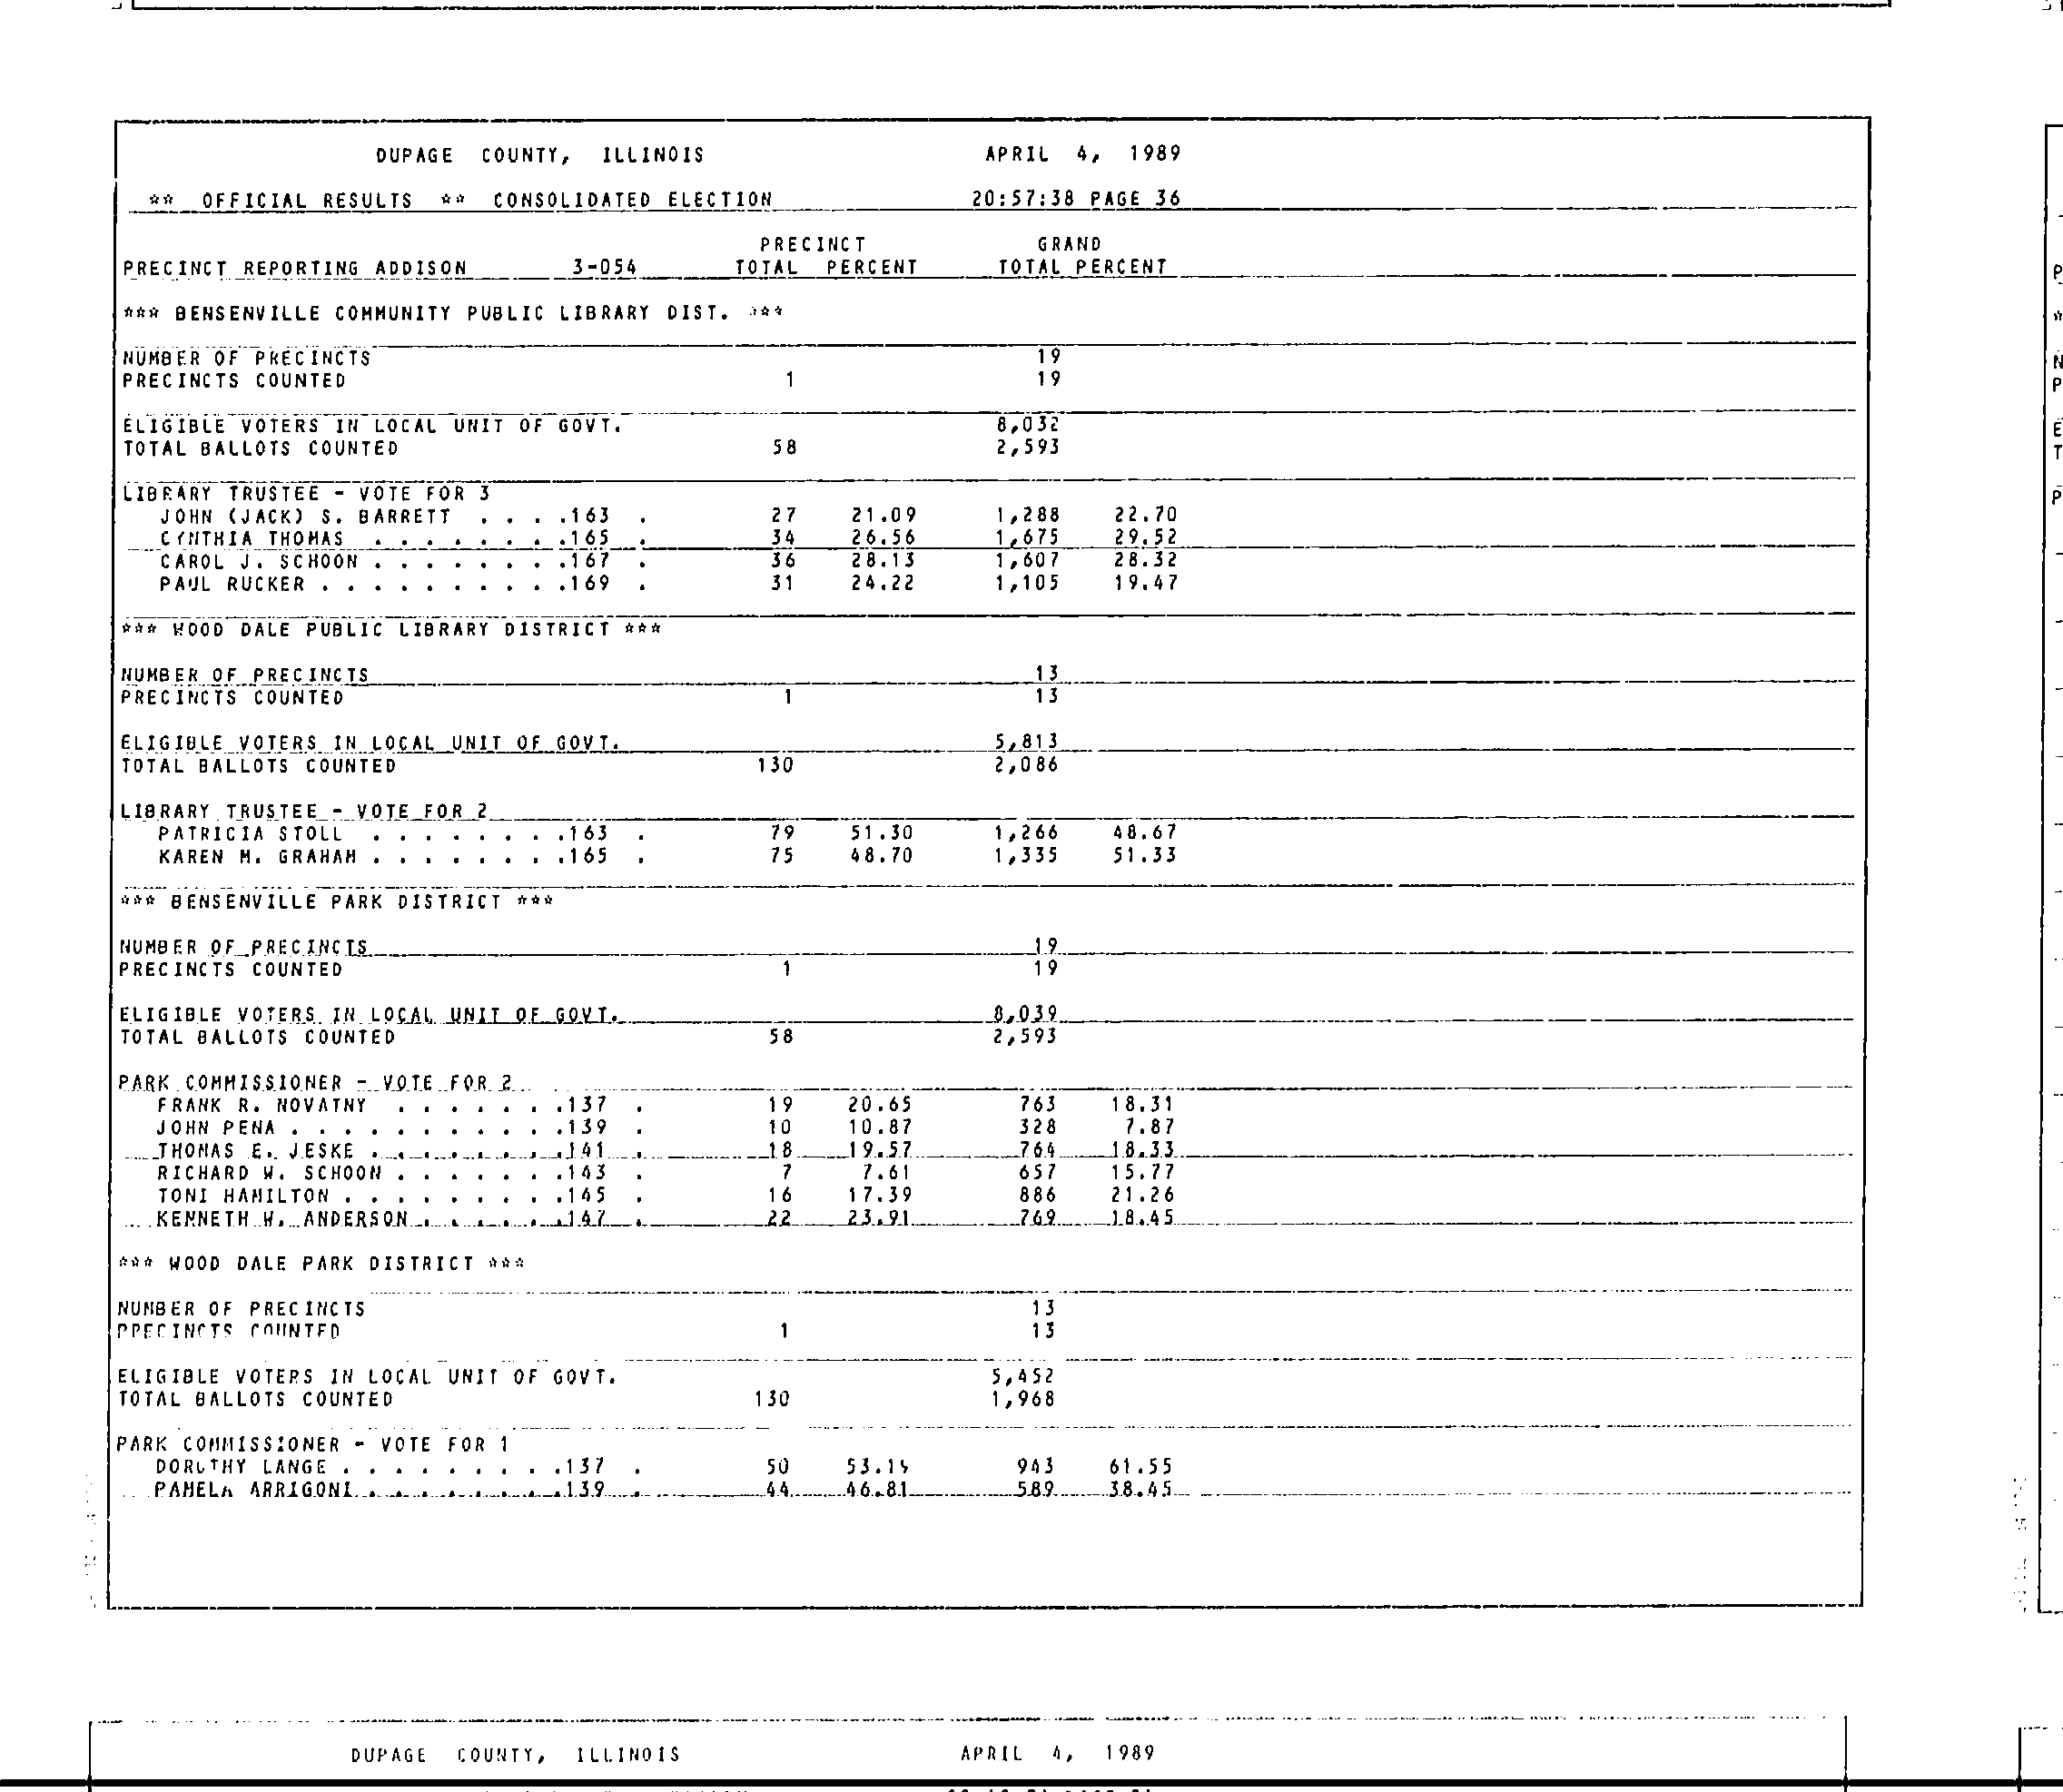 DUPAGE COUNTY, ILLINOIS APRIL 4, 1989
** OFFICIAL RESULTS ** CONSOLIDATED ELECTION 20:57:38 PAGE 36
PRECINCT GRAND
PRECINCT REPORTING ADDISON 3-054 TOTAL PERCENT TOTAL PERCENT
*** BENSENVILLE COMMUNITY PUBLIC LIBRARY DIST. ***
NUMBER OF PRECINCTS 19
PRECINCTS COUNTED 1 19
ELIGIBLE VOTERS IN LOCAL UNIT OF GOVT. 8,032
TOTAL BALLOTS COUNTED 58 2,593
LIBRARY TRUSTEE - VOTE FOR 3
JOHN (JACK) S. BARRETT . . . .163 . 27 21.09 1,288 22.70
CYNTHIA THOMAS . . . . . . . .165 . 34 26.56 1,675 29.52
CAROL J. SCHOON . . . . . . . .167 . 36 28.13 1,607 28.32
PAUL RUCKER . . . . . . . . . .169 . 31 24.22 1,105 19.47
*** WOOD DALE PUBLIC LIBRARY DISTRICT ***
NUMBER OF PRECINCTS 13
PRECINCTS COUNTED 1 13
ELIGIBLE VOTERS IN LOCAL UNIT OF GOVT. 5,813
TOTAL BALLOTS COUNTED 130 2,086
LIBRARY TRUSTEE - VOTE FOR 2
PATRICIA STOLL . . . . . . . .163 . 79 51.30 1,266 48.67
KAREN M. GRAHAM . . . . . . . .165 . 75 48.70 1,335 51.33
*** BENSENVILLE PARK DISTRICT ***
NUMBER OF PRECINCTS 19
PRECINCTS COUNTED 1 19
ELIGIBLE VOTERS IN LOCAL UNIT OF GOVT. 8,039
TOTAL BALLOTS COUNTED 58 2,593
PARK COMMISSIONER - VOTE FOR 2
FRANK R. NOVATNY . . . . . . .137 . 19 20.65 763 18.31
JOHN PENA . . . . . . . . . . .139 . 10 10.87 328 7.87
THOMAS E. JESKE . . . . . . . .141 . 18 19.57 764 18.33
RICHARD W. SCHOON . . . . . . .143 . 7 7.61 657 15.77
TONI HAMILTON . . . . . . . . .145 . 16 17.39 886 21.26
KENNETH W. ANDERSON . . . . . .147 . 22 23.91 769 18.45
*** WOOD DALE PARK DISTRICT ***
NUMBER OF PRECINCTS 13
PRECINCTS COUNTED 1 13
ELIGIBLE VOTERS IN LOCAL UNIT OF GOVT. 5,452
TOTAL BALLOTS COUNTED 130 1,968
PARK COMMISSIONER - VOTE FOR 1
DOROTHY LANGE . . . . . . . . .137 . 50 53.19 943 61.55
PAMELA ARRIGONI . . . . . . . .139 . 44 46.81 589 38.45
DUPAGE COUNTY, ILLINOIS APRIL 4, 1989